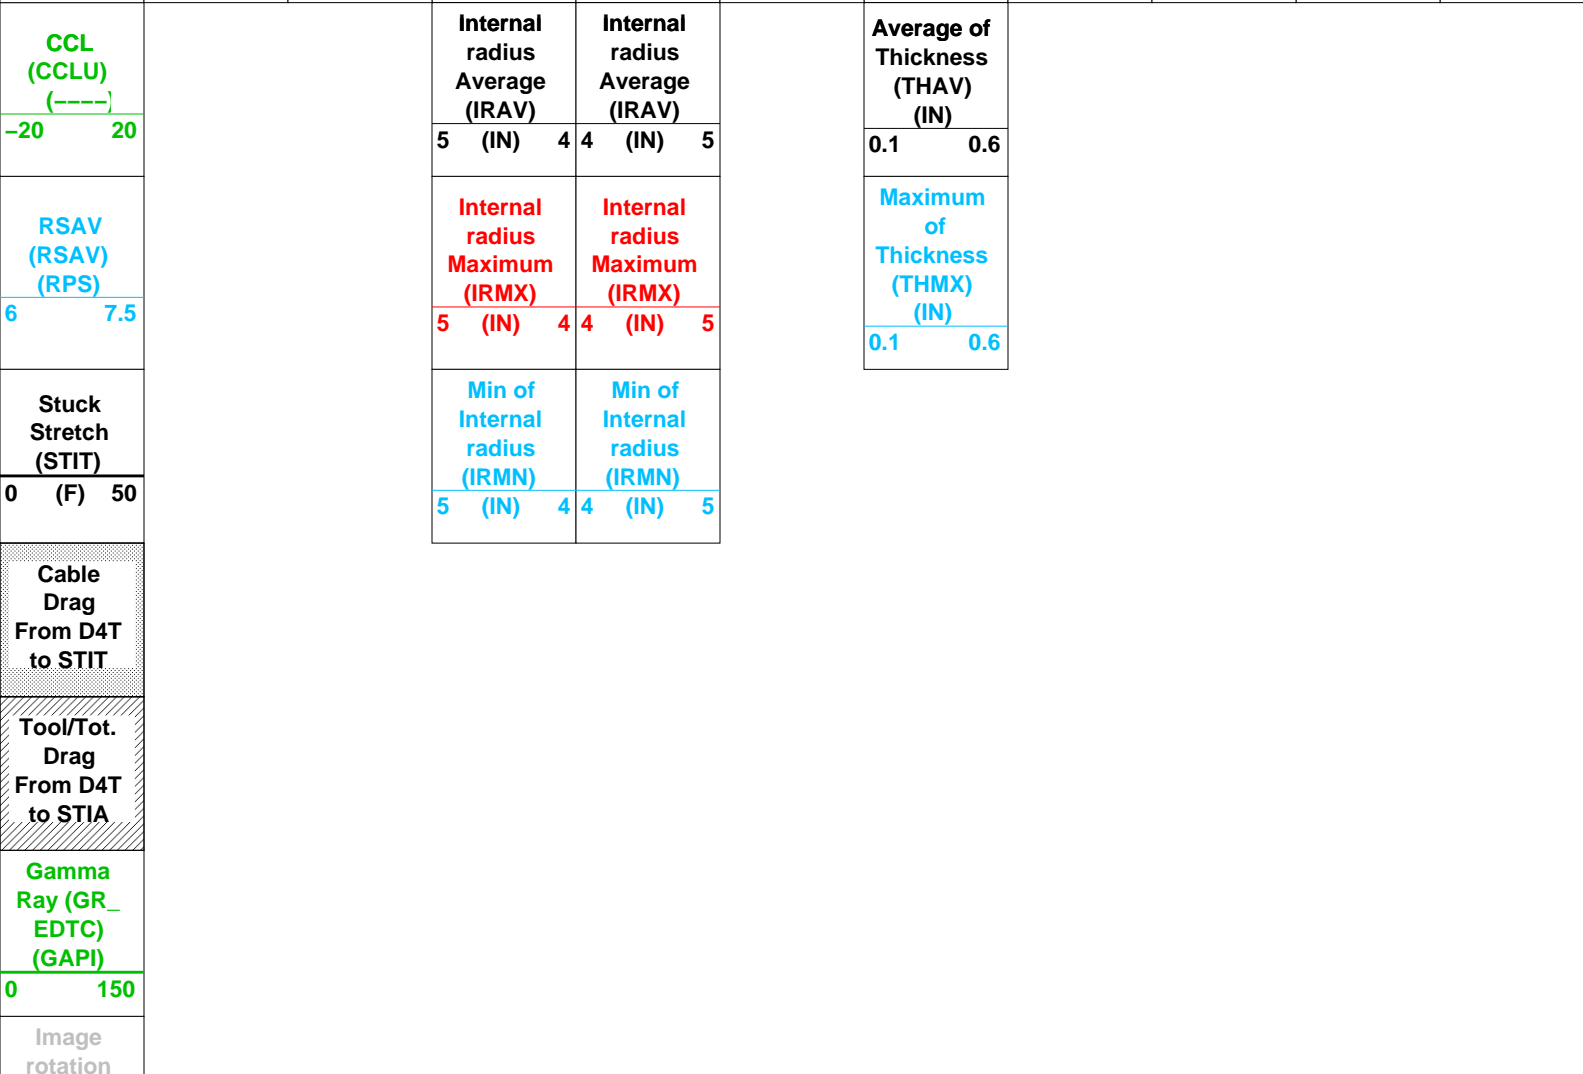 CCL
(CCLU)
(----)
-20 20
RSAV
(RSAV)
(RPS)
6 7.5
Stuck
Stretch
(STIT)
0 (F) 50
Cable
Drag
From D4T
to STIT
Tool/Tot.
Drag
From D4T
to STIA
Gamma
Ray (GR_
EDTC)
(GAPI)
0 150
Image
rotation
Internal
radius
Average
(IRAV)
5 (IN) 4
Internal
radius
Maximum
(IRMX)
5 (IN) 4
Min of
Internal
radius
(IRMN)
5 (IN) 4
Internal
radius
Average
(IRAV)
4 (IN) 5
Internal
radius
Maximum
(IRMX)
4 (IN) 5
Min of
Internal
radius
(IRMN)
4 (IN) 5
Average of
Thickness
(THAV)
(IN)
0.1 0.6
Maximum
of
Thickness
(THMX)
(IN)
0.1 0.6